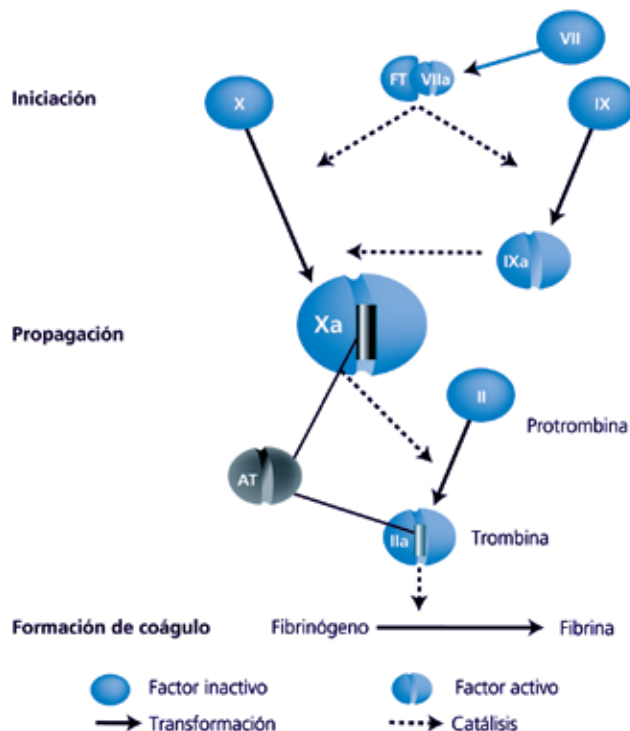 VII
FT VIIa
Iniciación
X
IX
IXa
Xa
Propagación
II
Protrombina
AT
IIa
Trombina
Formación de coágulo
Fibrinógeno
Fibrina
Factor inactivo
Factor activo
Transformación
Catálisis